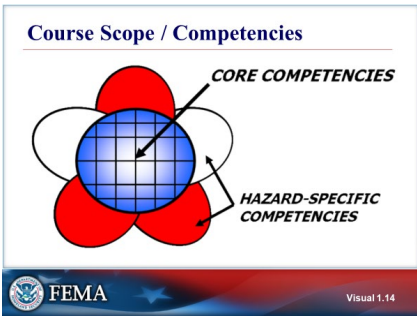 Course Scope / Competencies
CORE COMPETENCIES
HAZARD-SPECIFIC
COMPETENCIES
FEMA
Visual 1.14